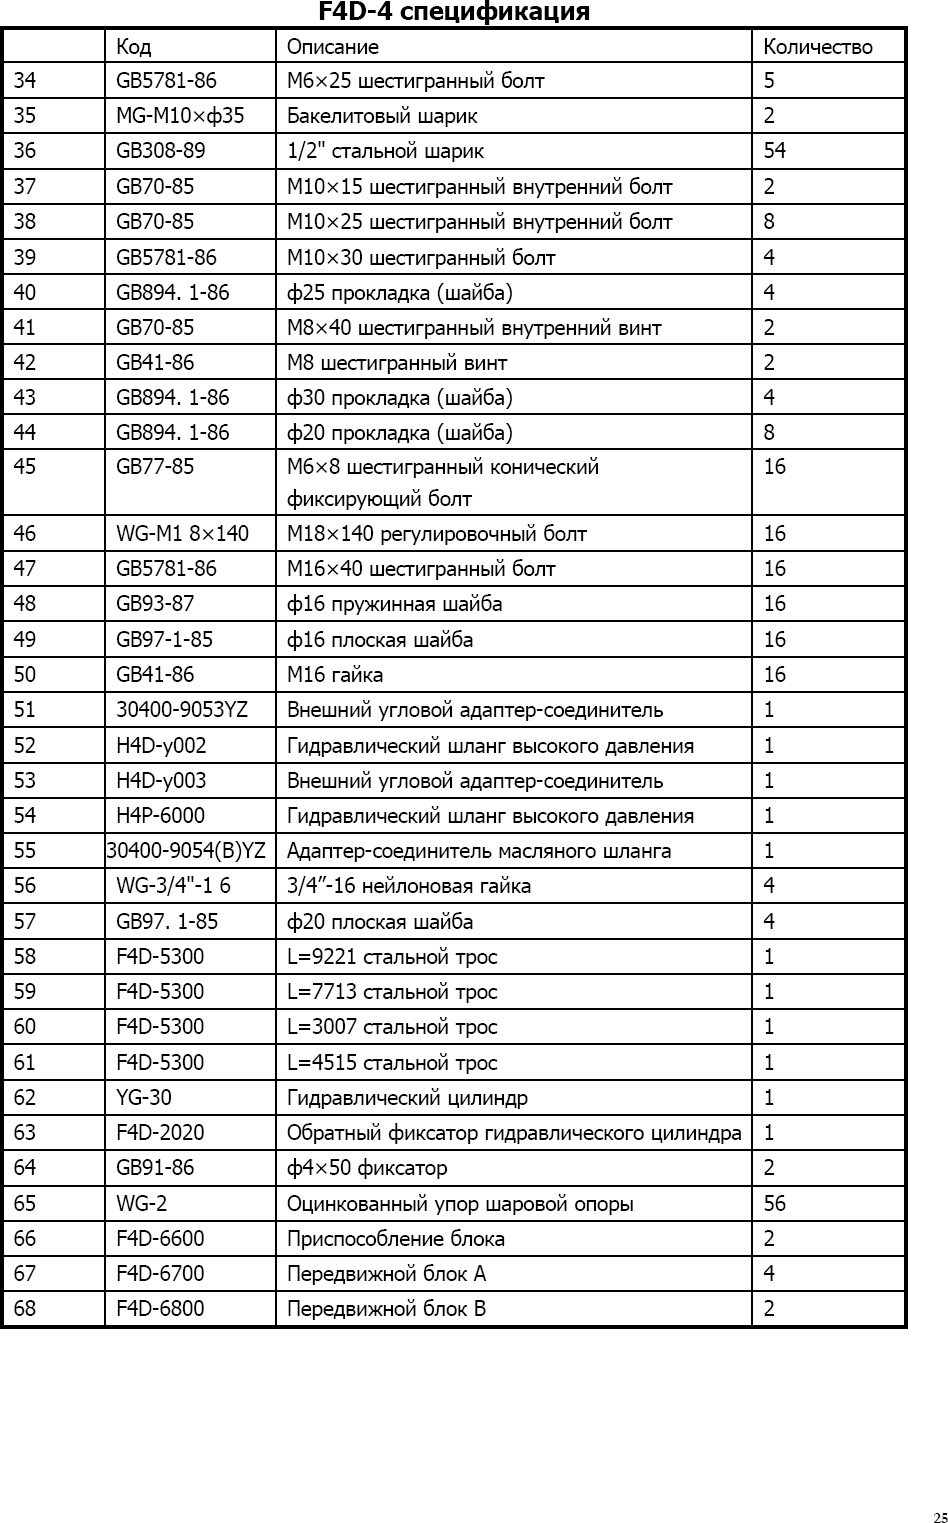 F4D-4 спецификация
Код Описание Количество
34 GB5781-86 M6×25 шестигранный болт 5
35 MG-M10×ф35 Бакелитовый шарик 2
36 GB308-89 1/2" стальной шарик 54
37 GB70-85 M10×15 шестигранный внутренний болт 2
38 GB70-85 M10×25 шестигранный внутренний болт 8
39 GB5781-86 M10×30 шестигранный болт 4
40 GB894. 1-86 ф25 прокладка (шайба) 4
41 GB70-85 M8×40 шестигранный внутренний винт 2
42 GB41-86 M8 шестигранный винт 2
43 GB894. 1-86 ф30 прокладка (шайба) 4
44 GB894. 1-86 ф20 прокладка (шайба) 8
45 GB77-85 M6×8 шестигранный конический 16
фиксирующий болт
46 WG-M1 8×140 M18×140 регулировочный болт 16
47 GB5781-86 M16×40 шестигранный болт 16
48 GB93-87 ф16 пружинная шайба 16
49 GB97-1-85 ф16 плоская шайба 16
50 GB41-86 M16 гайка 16
51 30400-9053YZ Внешний угловой адаптер-соединитель 1
52 H4D-y002 Гидравлический шланг высокого давления 1
53 H4D-y003 Внешний угловой адаптер-соединитель 1
54 H4P-6000 Гидравлический шланг высокого давления 1
55 30400-9054(B)YZ Адаптер-соединитель масляного шланга 1
56 WG-3/4"-1 6 3/4”-16 нейлоновая гайка 4
57 GB97. 1-85 ф20 плоская шайба 4
58 F4D-5300 L=9221 стальной трос 1
59 F4D-5300 L=7713 стальной трос 1
60 F4D-5300 L=3007 стальной трос 1
61 F4D-5300 L=4515 стальной трос 1
62 YG-30 Гидравлический цилиндр 1
63 F4D-2020 Обратный фиксатор гидравлического цилиндра 1
64 GB91-86 ф4×50 фиксатор 2
65 WG-2 Оцинкованный упор шаровой опоры 56
66 F4D-6600 Приспособление блока 2
67 F4D-6700 Передвижной блок A 4
68 F4D-6800 Передвижной блок B 2
25